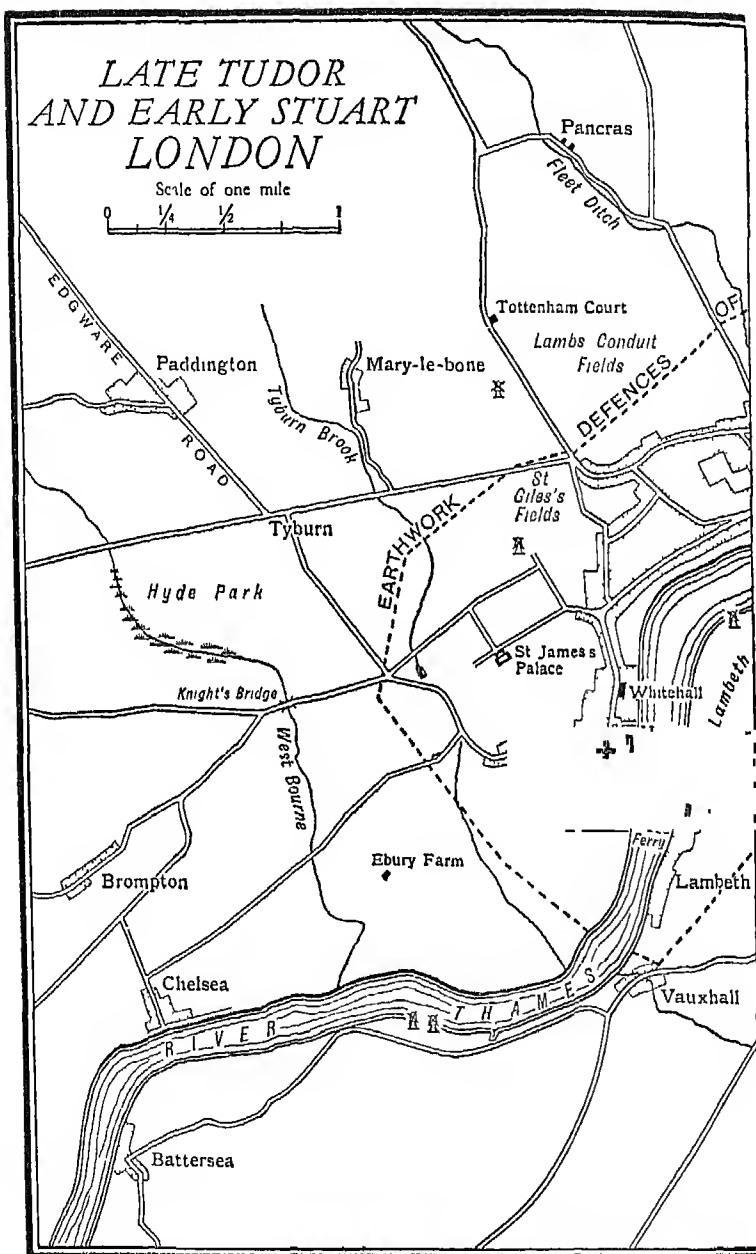 LATE TUDOR
AND EARLY STUART
LONDON
Scale of one mile
0 1/4 1/2 1
Pancras
Fleet Ditch
EDGWARE ROAD
Tottenham Court
OF
Lambs Conduit
Fields
Paddington
Mary-le-bone
DEFENCES
Tyburn Brook
St
Giles's
Fields
Tyburn
EARTHWORK
Hyde Park
St James's
Palace
Lambeth
Knight's Bridge
Whitehall
West Bourne
Ferry
Ebury Farm
Brompton
Lambeth
Chelsea
Vauxhall
RIVER THAMES
Battersea